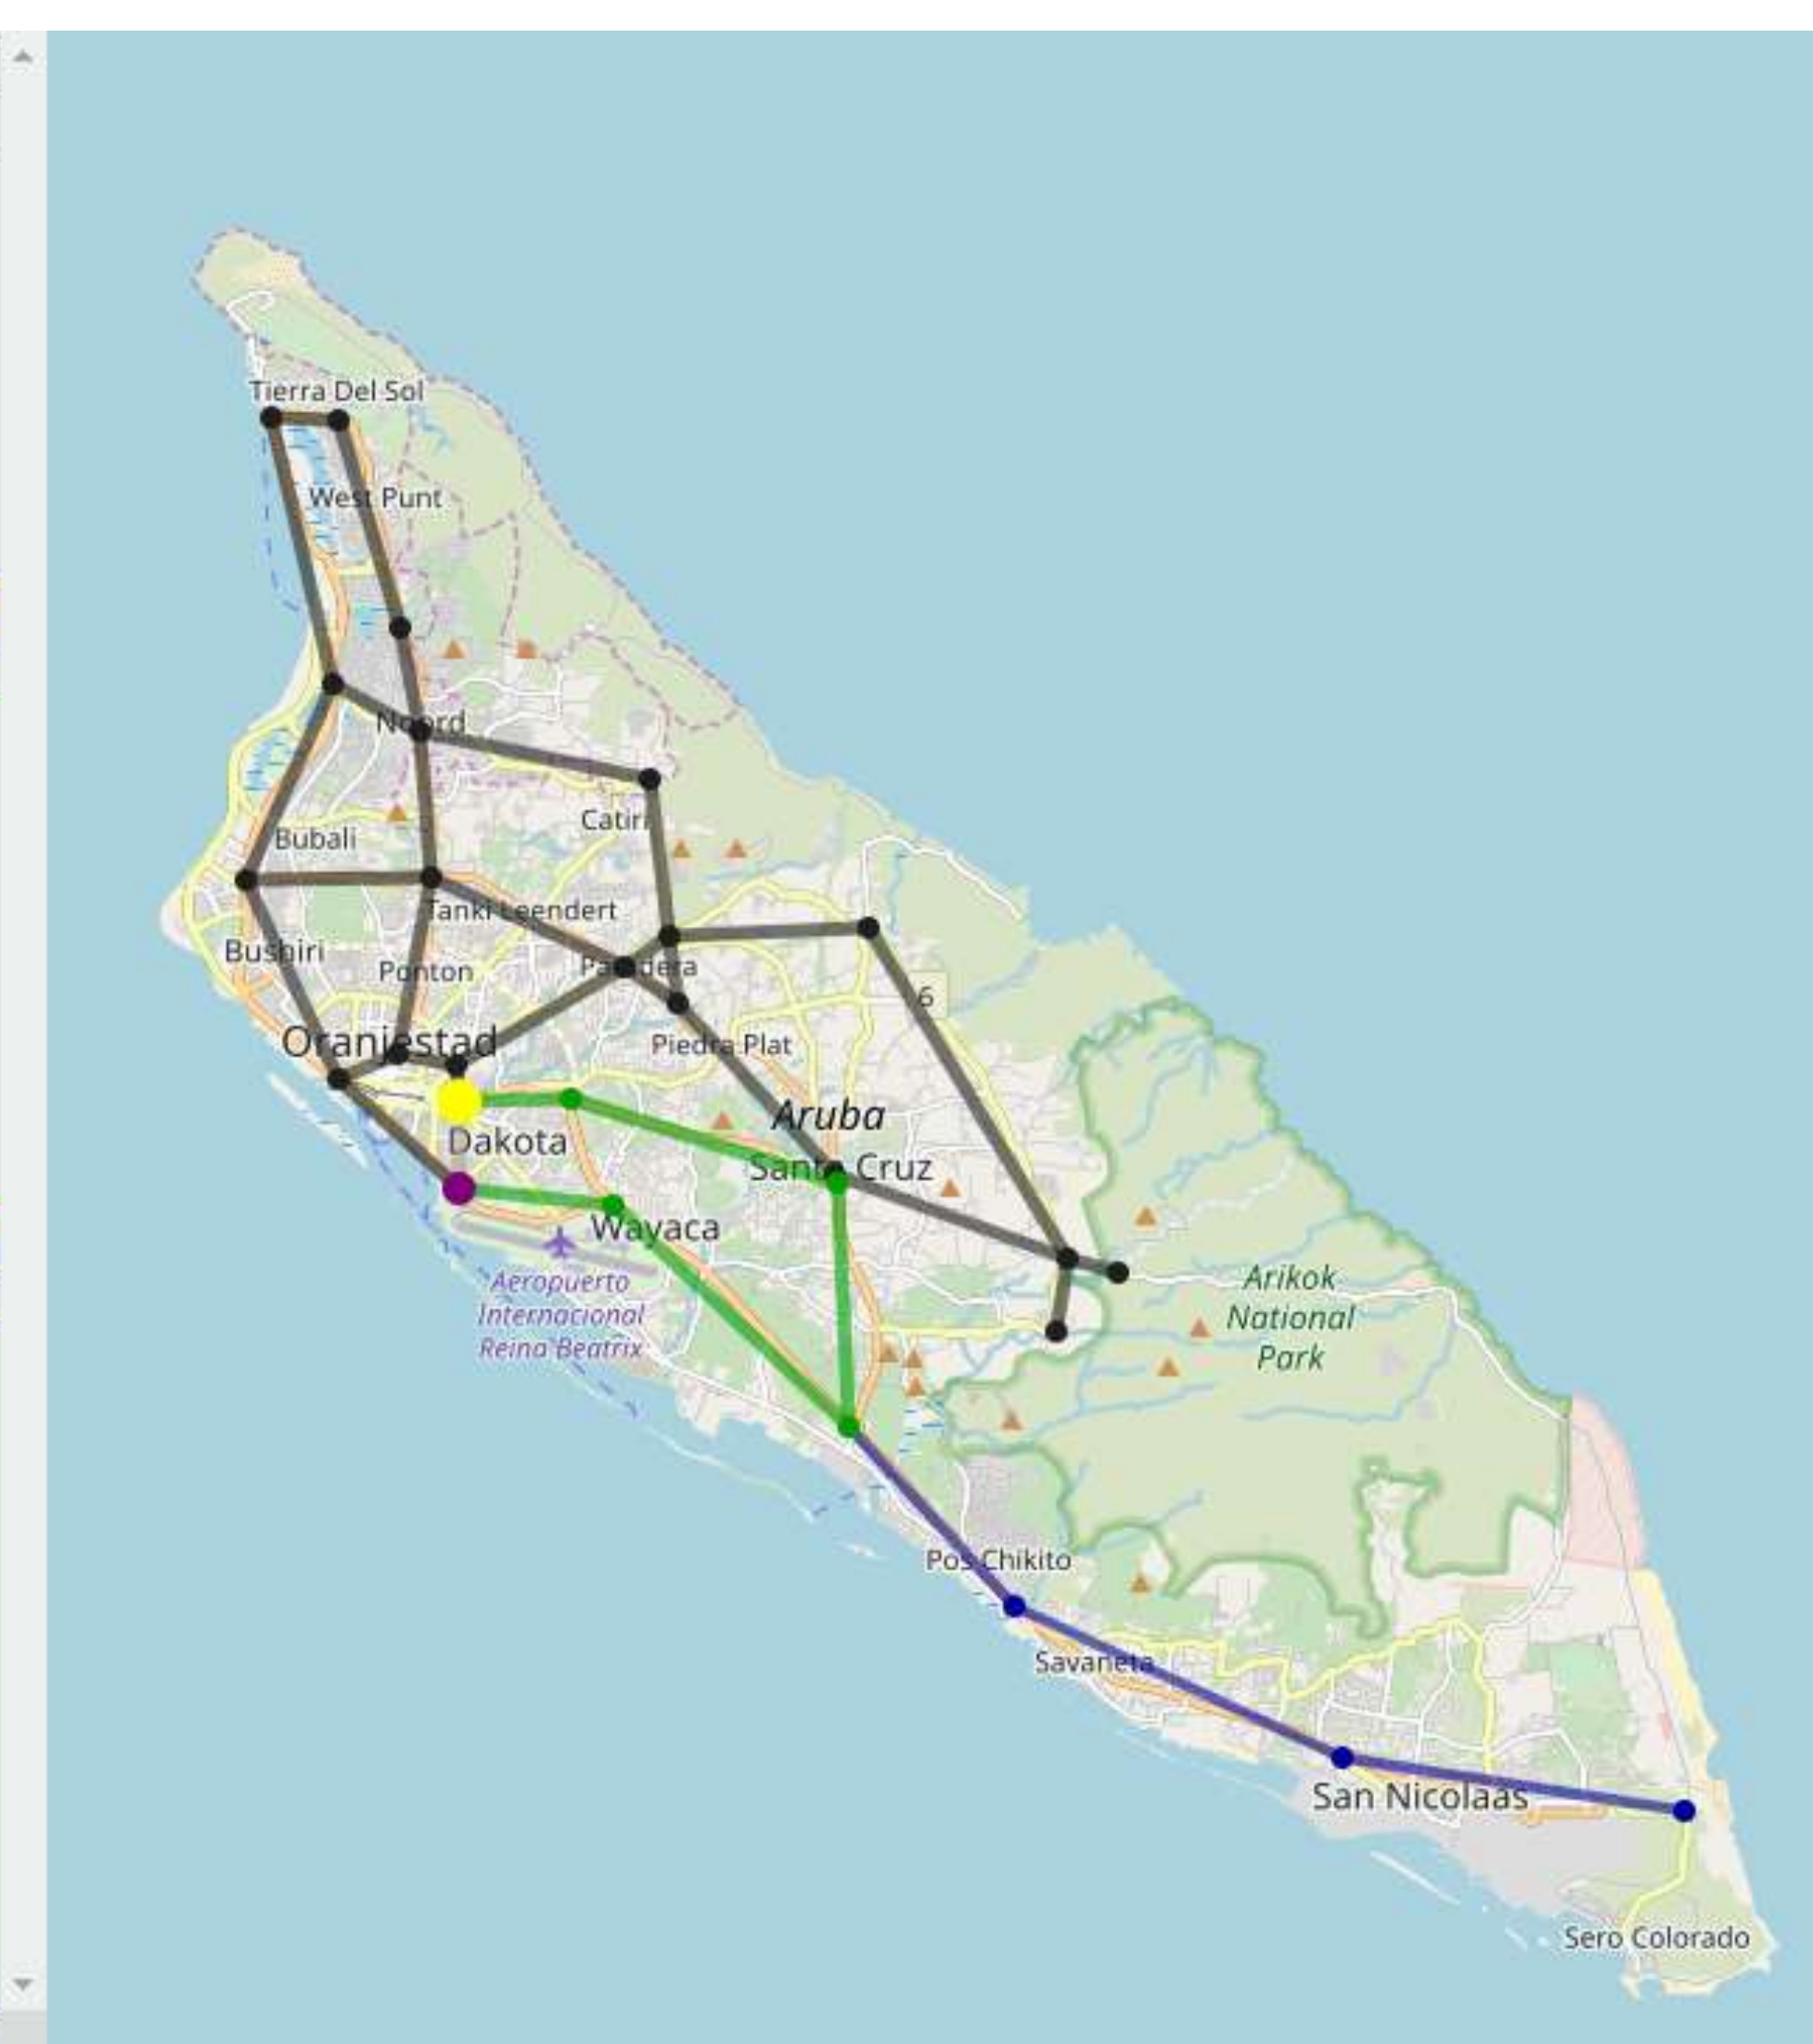 Tierra Del Sol
West Punt
Noord
Catiri
Bubali
Tanki Leendert
Bushiri
Ponton
Paradera
6
Oranjestad
Piedra Plat
Aruba
Dakota
Santa Cruz
Wayaca
Aeropuerto
Internacional
Reina Beatrix
Arikok
National
Park
Pos Chikito
Savaneta
San Nicolaas
Sero Colorado